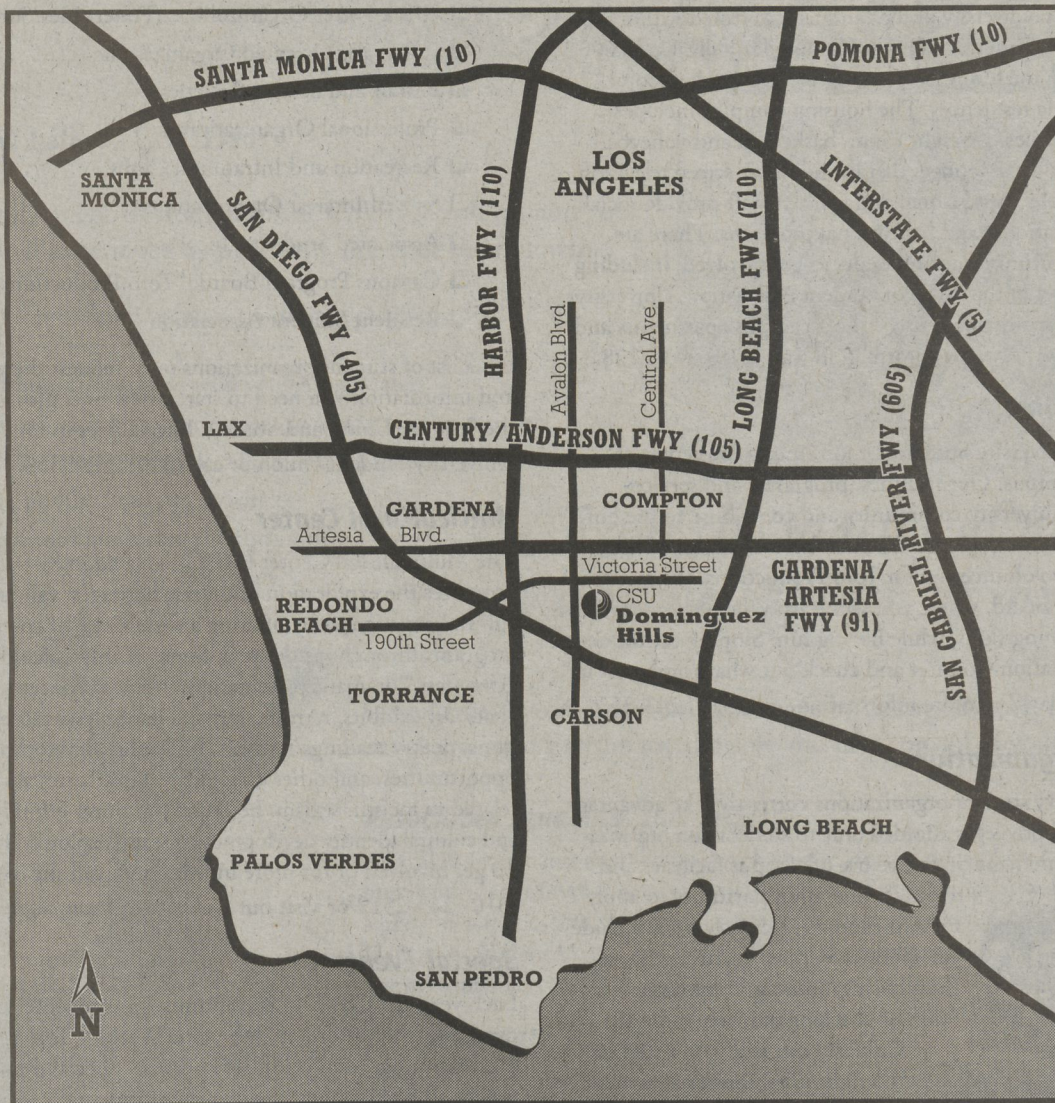 SANTA MONICA FWY (10)
POMONA FWY (10)
SANTA
MONICA
LOS
ANGELES
SAN DIEGO FWY (405)
HARBOR FWY (110)
LONG BEACH FWY (710)
INTERSTATE FWY (5)
Avalon Blvd.
Central Ave.
LAX
CENTURY/ANDERSON FWY (105)
SAN GABRIEL RIVER FWY (605)
GARDENA
COMPTON
Artesia Blvd.
Victoria Street
GARDENA/
ARTESIA
FWY (91)
REDONDO
BEACH
190th Street
CSU
Dominguez
Hills
TORRANCE
CARSON
LONG BEACH
PALOS VERDES
SAN PEDRO
N